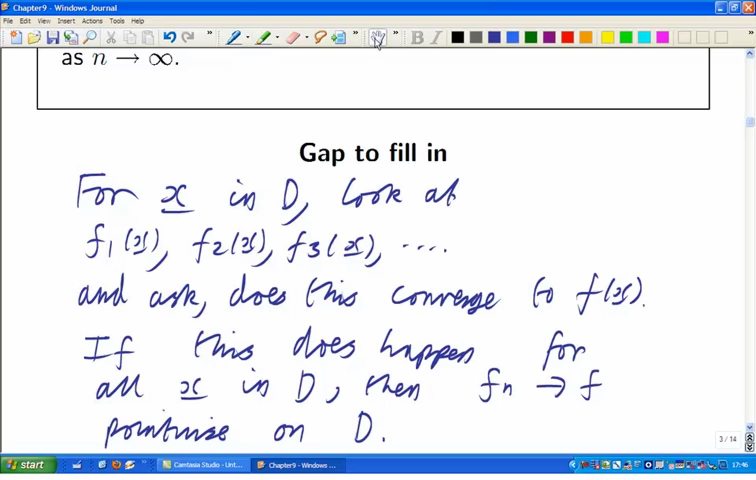 Chapter9 - Windows Journal
File Edit View Insert Actions Tools Help
B I
as n → ∞.
Gap to fill in
For x in D, look at
f1(x), f2(x), f3(x), ....
and ask, does this converge to f(x).
If this does happen for
all x in D, then fn → f
pointwise on D.
3 / 14
start
Camtasia Studio - Unt...
Chapter9 - Windows ...
17:46